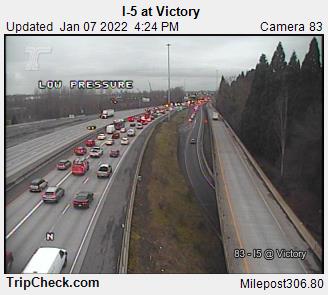 I-5 at Victory
Updated Jan 07 2022 4:24 PM Camera 83
LOW PRESSURE
N
83 - I5 @ Victory
TripCheck.com Milepost306.80